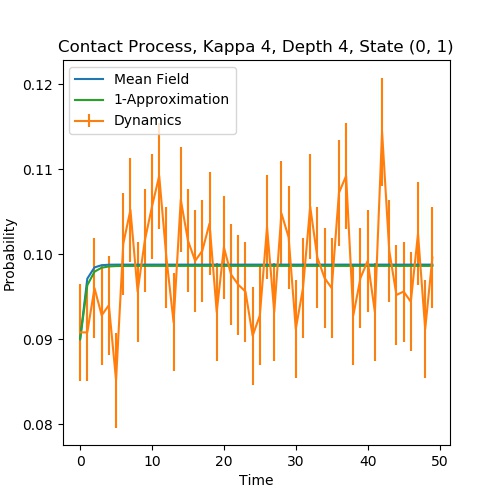 Contact Process, Kappa 4, Depth 4, State (0, 1)
Mean Field
1-Approximation
Dynamics
0.12
0.11
0.10
0.09
0.08
Probability
0 10 20 30 40 50
Time